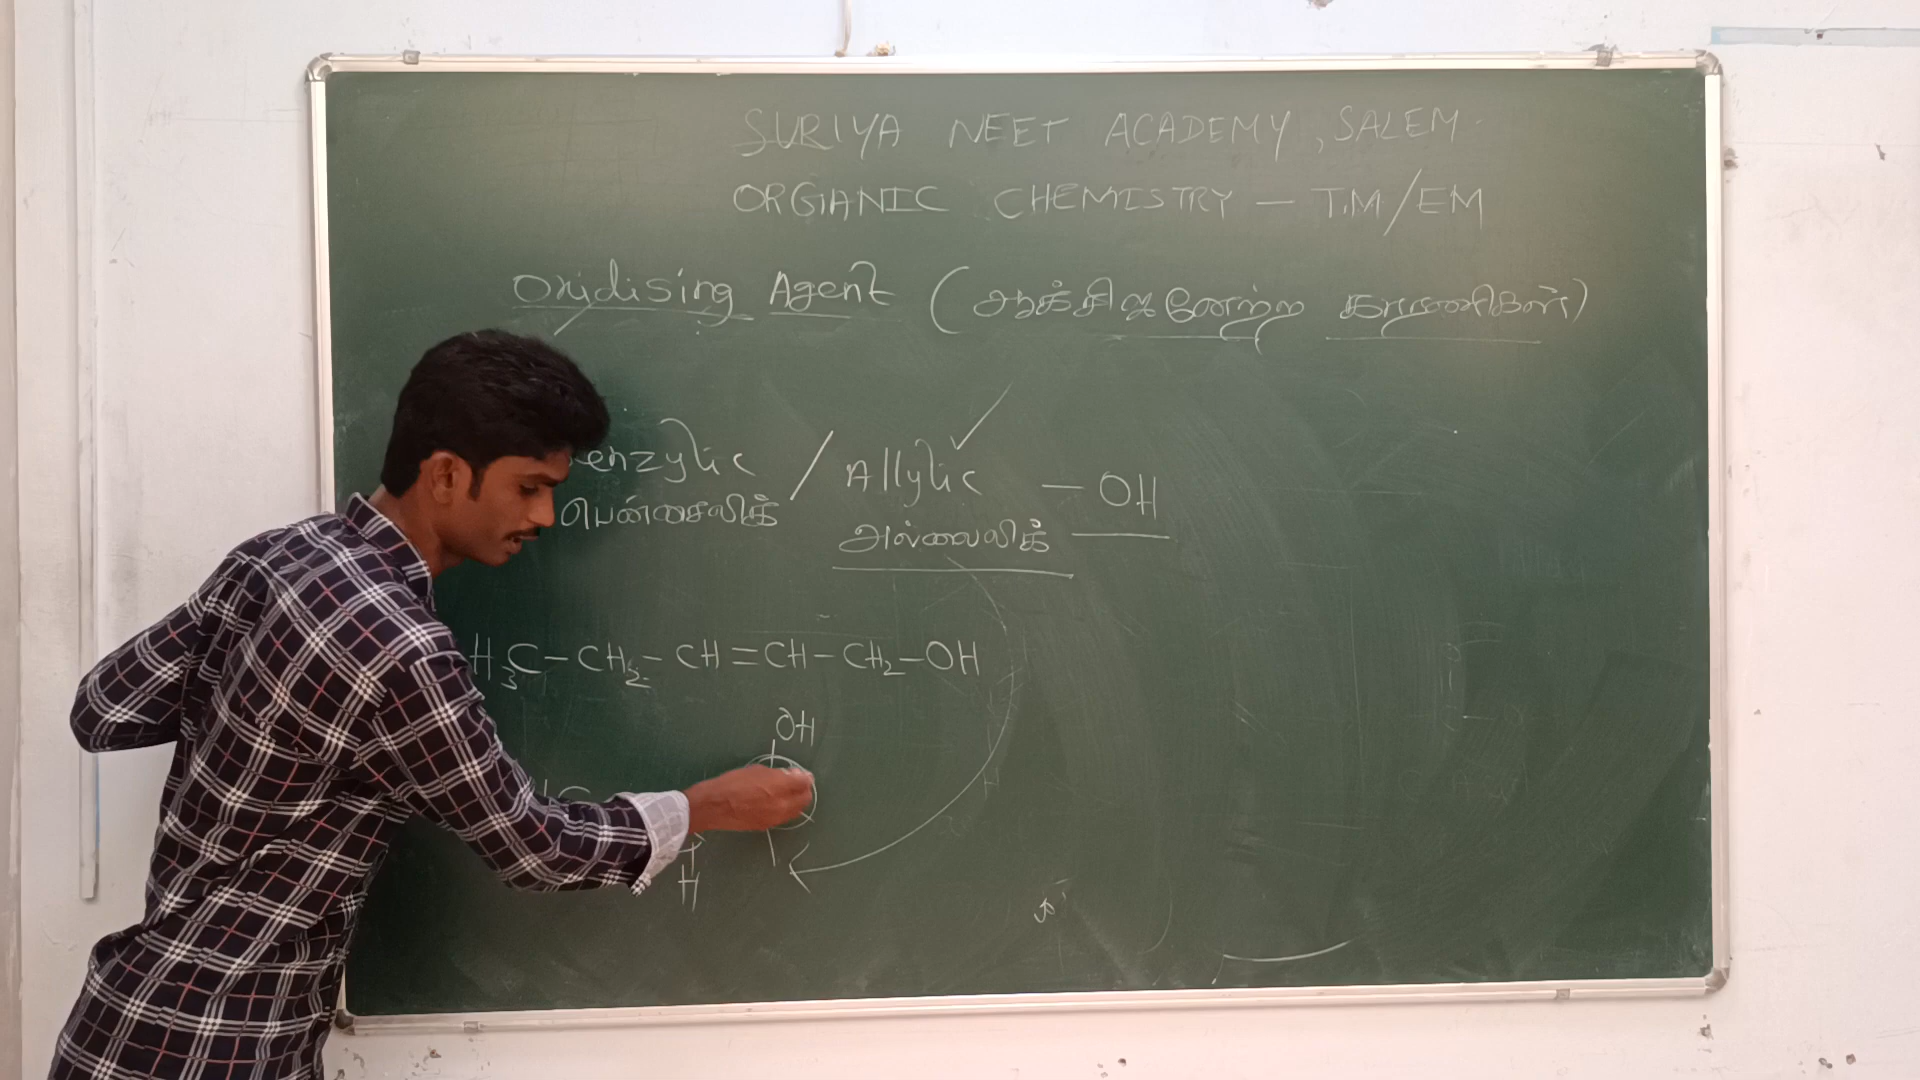 SURIYA NEET ACADEMY, SALEM.
ORGANIC CHEMISTRY – T.M/EM
Oxidising Agent (ஆக்சிஜனேற்ற காரணிகள்)
enzylic / Allylic – OH
பென்சைலிக் அல்லைலிக்
H₃C–CH₂–CH=CH–CH₂–OH
OH
H